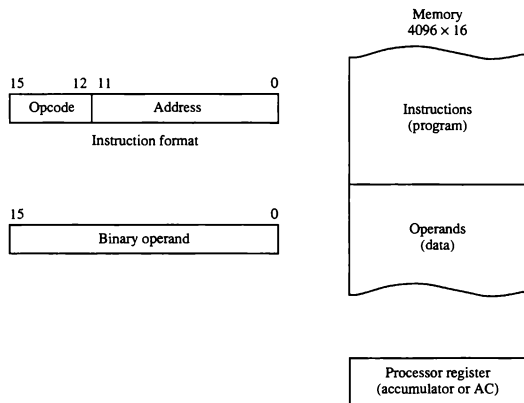 Memory
4096 × 16
15 12 11 0
Opcode Address
Instruction format
Instructions
(program)
15 0
Binary operand
Operands
(data)
Processor register
(accumulator or AC)